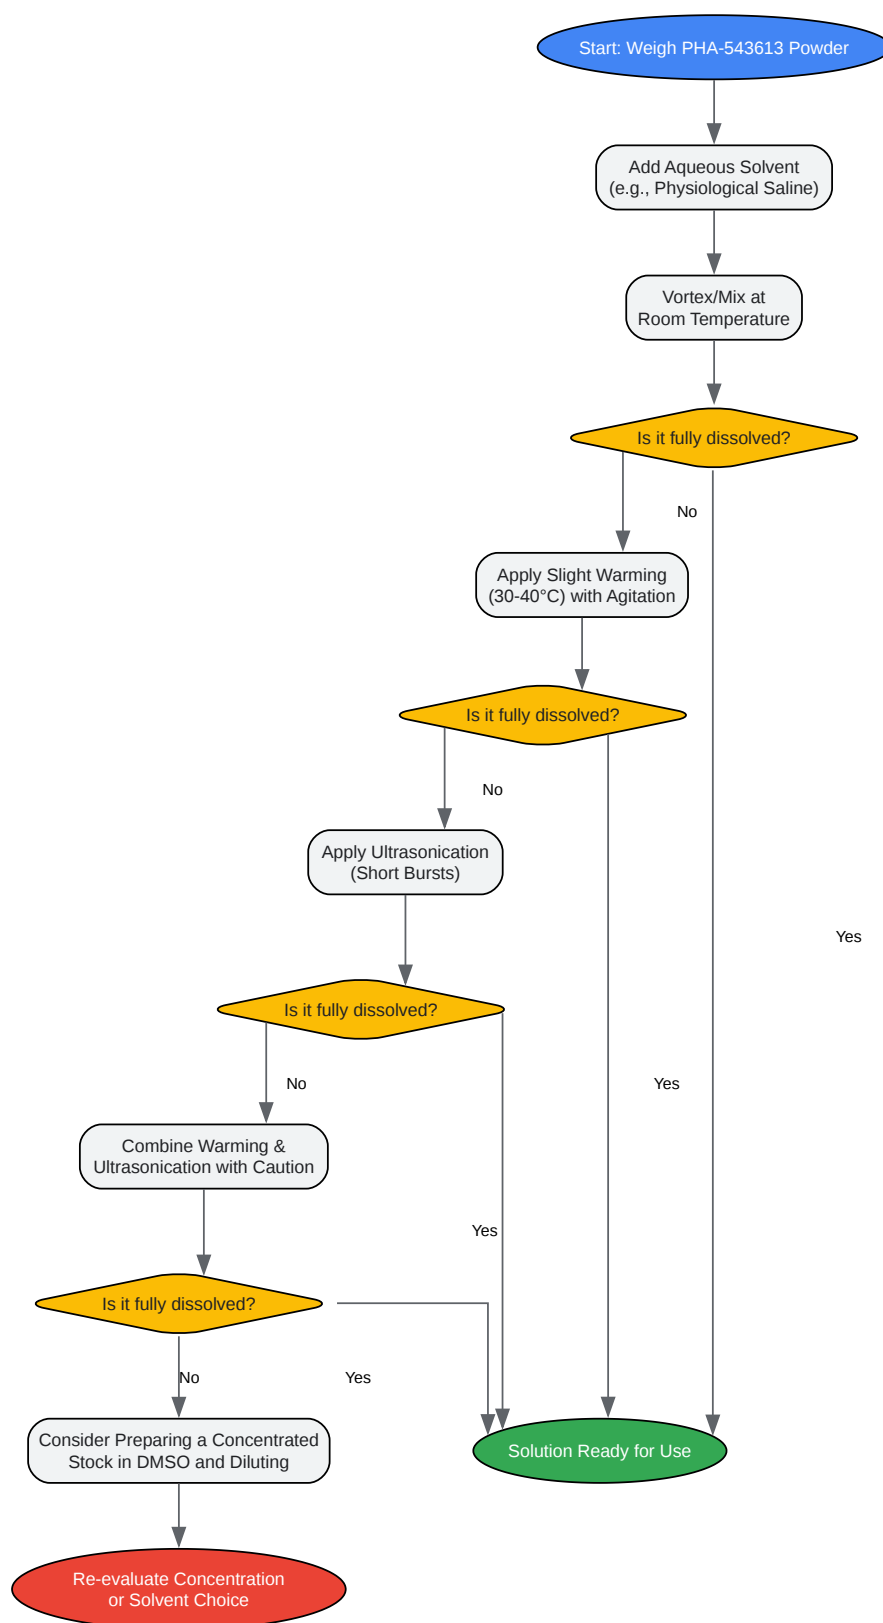 Start: Weigh PHA-543613 Powder
Add Aqueous Solvent
(e.g., Physiological Saline)
Vortex/Mix at
Room Temperature
Is it fully dissolved?
No
Apply Slight Warming
(30-40°C) with Agitation
Is it fully dissolved?
No
Apply Ultrasonication
(Short Bursts)
Yes
Is it fully dissolved?
No
Yes
Combine Warming &
Ultrasonication with Caution
Yes
Is it fully dissolved?
No
Yes
Consider Preparing a Concentrated
Stock in DMSO and Diluting
Solution Ready for Use
Re-evaluate Concentration
or Solvent Choice